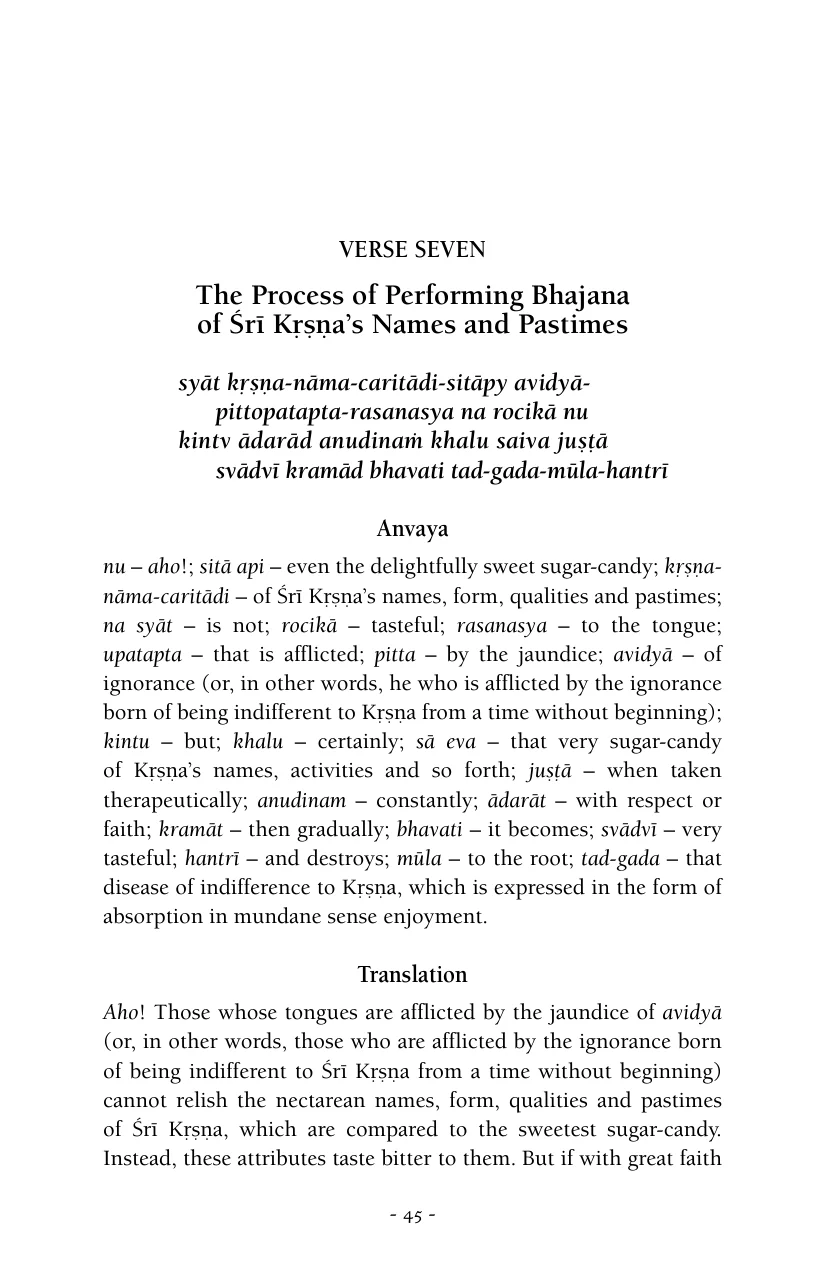 VERSE SEVEN
The Process of Performing Bhajana
of Śrī Kṛṣṇa’s Names and Pastimes
syāt kṛṣṇa-nāma-caritādi-sitāpy avidyā-
pittopatapta-rasanasya na rocikā nu
kintv ādarād anudinaṁ khalu saiva juṣṭā
svādvī kramād bhavati tad-gada-mūla-hantrī
Anvaya
nu – aho!; sitā api – even the delightfully sweet sugar-candy; kṛṣṇa-
nāma-caritādi – of Śrī Kṛṣṇa’s names, form, qualities and pastimes;
na syāt – is not; rocikā – tasteful; rasanasya – to the tongue;
upatapta – that is afflicted; pitta – by the jaundice; avidyā – of
ignorance (or, in other words, he who is afflicted by the ignorance
born of being indifferent to Kṛṣṇa from a time without beginning);
kintu – but; khalu – certainly; sā eva – that very sugar-candy
of Kṛṣṇa’s names, activities and so forth; juṣṭā – when taken
therapeutically; anudinam – constantly; ādarāt – with respect or
faith; kramāt – then gradually; bhavati – it becomes; svādvī – very
tasteful; hantrī – and destroys; mūla – to the root; tad-gada – that
disease of indifference to Kṛṣṇa, which is expressed in the form of
absorption in mundane sense enjoyment.
Translation
Aho! Those whose tongues are afflicted by the jaundice of avidyā
(or, in other words, those who are afflicted by the ignorance born
of being indifferent to Śrī Kṛṣṇa from a time without beginning)
cannot relish the nectarean names, form, qualities and pastimes
of Śrī Kṛṣṇa, which are compared to the sweetest sugar-candy.
Instead, these attributes taste bitter to them. But if with great faith
- 45 -